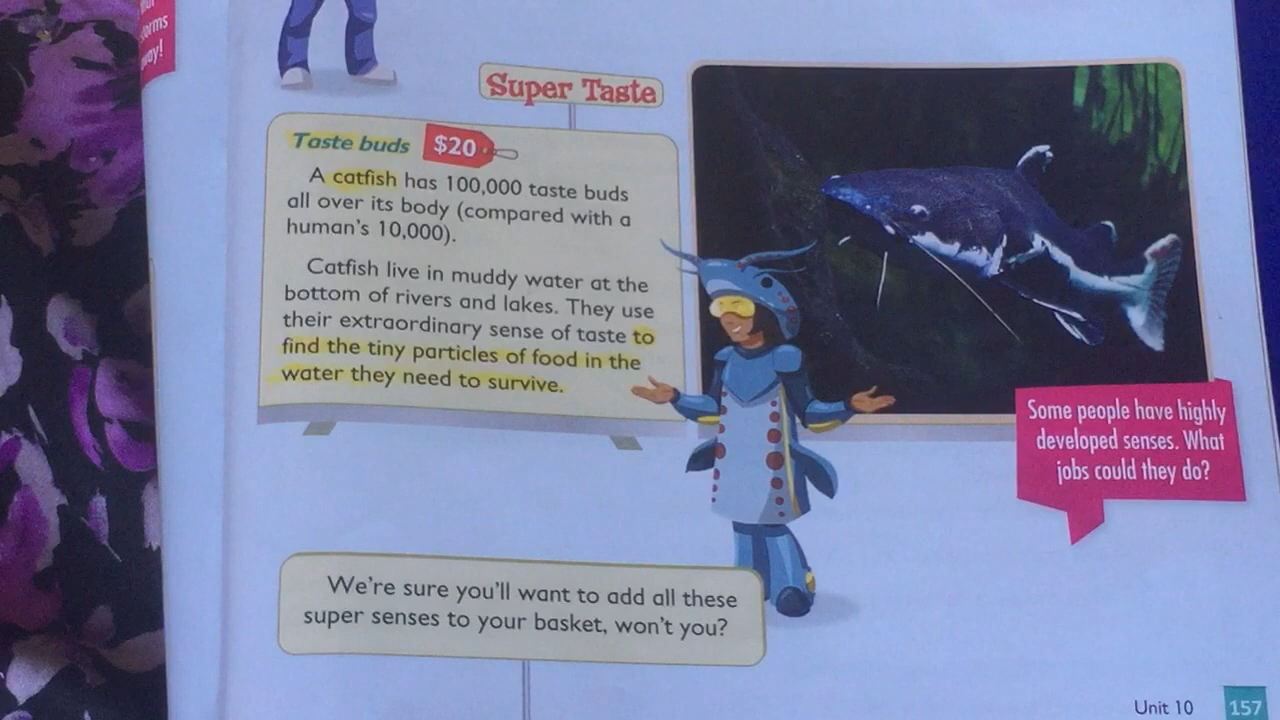 orms
Super Taste
Taste buds $20
A catfish has 100,000 taste buds
all over its body (compared with a
human's 10,000).
Catfish live in muddy water at the
bottom of rivers and lakes. They use
their extraordinary sense of taste to
find the tiny particles of food in the
water they need to survive.
Some people have highly
developed senses. What
jobs could they do?
We're sure you'll want to add all these
super senses to your basket, won't you?
Unit 10 157